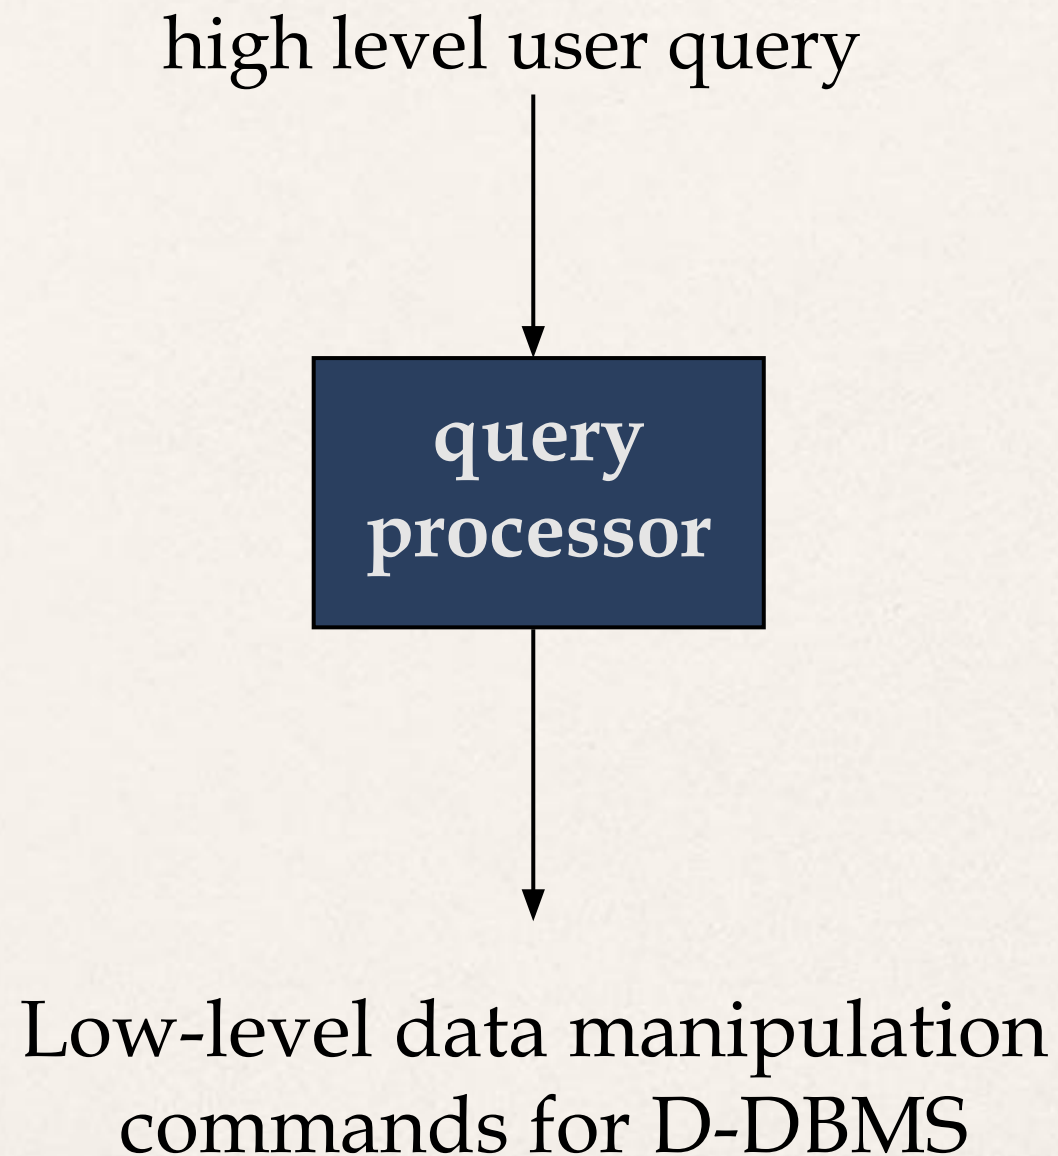 high level user query
query
processor
Low-level data manipulation
commands for D-DBMS